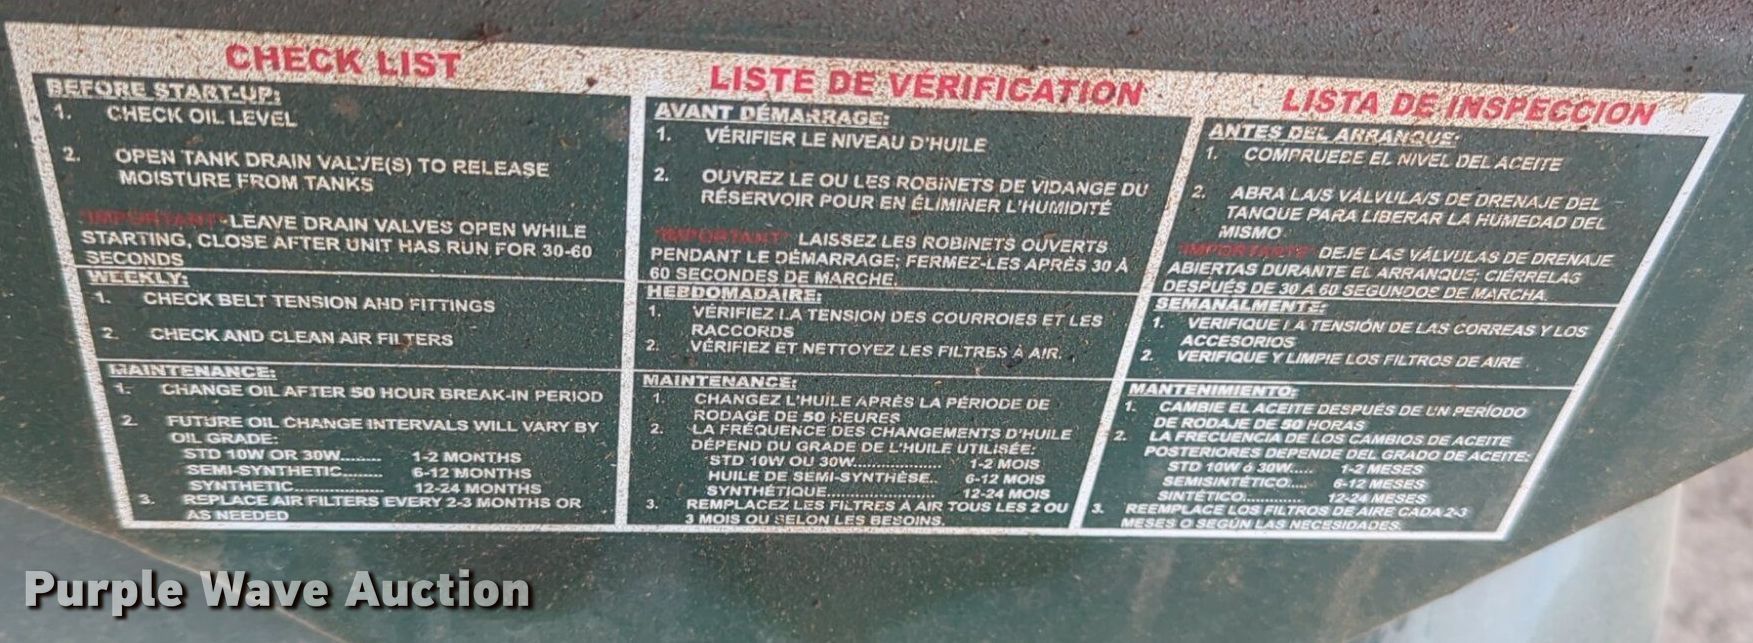 CHECK LIST
BEFORE START-UP:
1. CHECK OIL LEVEL
2. OPEN TANK DRAIN VALVE(S) TO RELEASE
MOISTURE FROM TANKS
*IMPORTANT* LEAVE DRAIN VALVES OPEN WHILE
STARTING, CLOSE AFTER UNIT HAS RUN FOR 30-60
SECONDS
WEEKLY:
1. CHECK BELT TENSION AND FITTINGS
2. CHECK AND CLEAN AIR FILTERS
MAINTENANCE:
1. CHANGE OIL AFTER 50 HOUR BREAK-IN PERIOD
2. FUTURE OIL CHANGE INTERVALS WILL VARY BY
OIL GRADE:
STD 10W OR 30W........ 1-2 MONTHS
SEMI-SYNTHETIC....... 6-12 MONTHS
SYNTHETIC................ 12-24 MONTHS
3. REPLACE AIR FILTERS EVERY 2-3 MONTHS OR
AS NEEDED
LISTE DE VÉRIFICATION
AVANT DÉMARRAGE:
1. VÉRIFIER LE NIVEAU D'HUILE
2. OUVREZ LE OU LES ROBINETS DE VIDANGE DU
RÉSERVOIR POUR EN ÉLIMINER L'HUMIDITÉ
*IMPORTANT* LAISSEZ LES ROBINETS OUVERTS
PENDANT LE DÉMARRAGE; FERMEZ-LES APRÈS 30 À
60 SECONDES DE MARCHE.
HEBDOMADAIRE:
1. VÉRIFIEZ LA TENSION DES COURROIES ET LES
RACCORDS
2. VÉRIFIEZ ET NETTOYEZ LES FILTRES À AIR.
MAINTENANCE:
1. CHANGEZ L'HUILE APRÈS LA PÉRIODE DE
RODAGE DE 50 HEURES
2. LA FRÉQUENCE DES CHANGEMENTS D'HUILE
DÉPEND DU GRADE DE L'HUILE UTILISÉE:
STD 10W OU 30W.................... 1-2 MOIS
HUILE DE SEMI-SYNTHÈSE.. 6-12 MOIS
SYNTHÉTIQUE........................ 12-24 MOIS
3. REMPLACEZ LES FILTRES À AIR TOUS LES 2 OU
3 MOIS OU SELON LES BESOINS.
LISTA DE INSPECCION
ANTES DEL ARRANQUE:
1. COMPRUEBE EL NIVEL DEL ACEITE
2. ABRA LA/S VÁLVULA/S DE DRENAJE DEL
TANQUE PARA LIBERAR LA HUMEDAD DEL
MISMO
*IMPORTANTE* DEJE LAS VÁLVULAS DE DRENAJE
ABIERTAS DURANTE EL ARRANQUE; CIÉRRELAS
DESPUÉS DE 30 A 60 SEGUNDOS DE MARCHA.
SEMANALMENTE:
1. VERIFIQUE LA TENSIÓN DE LAS CORREAS Y LOS
ACCESORIOS
2. VERIFIQUE Y LIMPIE LOS FILTROS DE AIRE
MANTENIMIENTO:
1. CAMBIE EL ACEITE DESPUÉS DE UN PERÍODO
DE RODAJE DE 50 HORAS
2. LA FRECUENCIA DE LOS CAMBIOS DE ACEITE
POSTERIORES DEPENDE DEL GRADO DE ACEITE:
STD 10W ó 30W..... 1-2 MESES
SEMISINTÉTICO.... 6-12 MESES
SINTÉTICO............ 12-24 MESES
3. REEMPLACE LOS FILTROS DE AIRE CADA 2-3
MESES O SEGÚN LAS NECESIDADES.
Purple Wave Auction